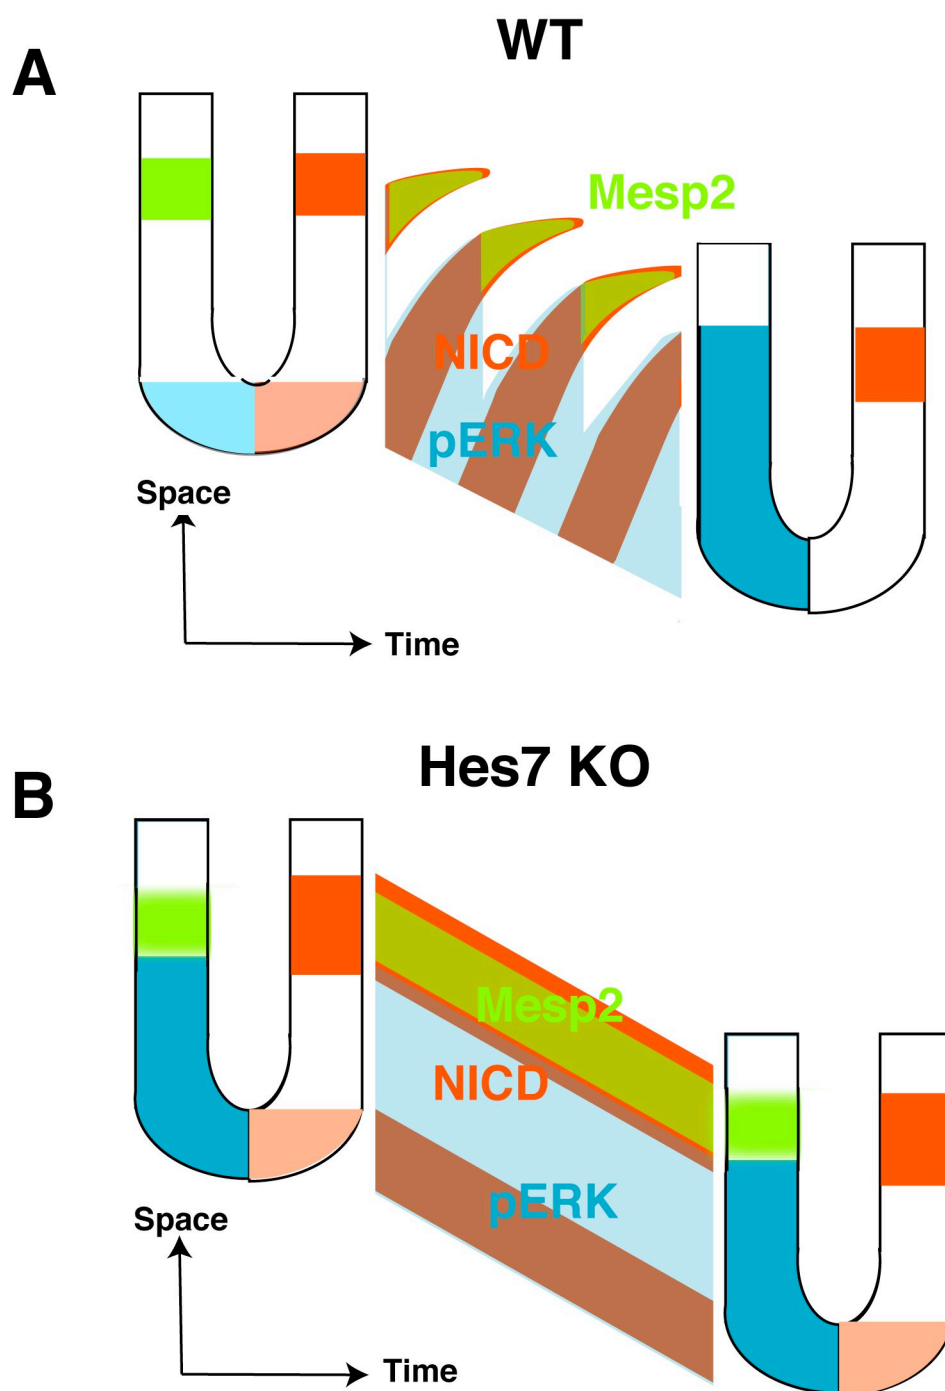 WT
A
Mesp2
NICD
pERK
Space
Time
Hes7 KO
B
Mesp2
NICD
pERK
Space
Time